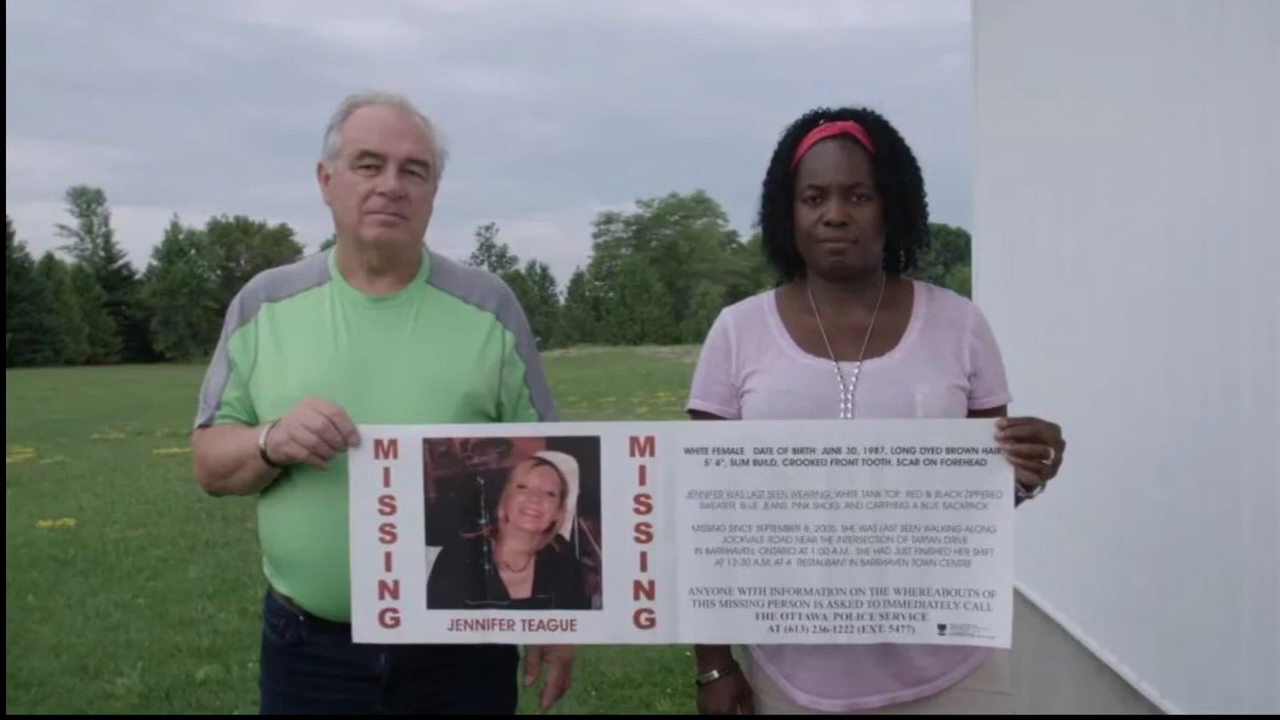 MISSING
JENNIFER TEAGUE
MISSING
WHITE FEMALE DATE OF BIRTH: JUNE 30, 1987, LONG DYED BROWN HAIR
5' 6", SLIM BUILD, CROOKED FRONT TOOTH, SCAR ON FOREHEAD
JENNIFER WAS LAST SEEN WEARING: WHITE TANK TOP, RED & BLACK ZIPPERED
SWEATER, BLUE JEANS, PINK SHOES, AND CARRYING A BLUE BACKPACK
MISSING SINCE SEPTEMBER 8, 2005. SHE WAS LAST SEEN WALKING ALONG
JOCKVALE ROAD NEAR THE INTERSECTION OF TARTAN DRIVE
IN BARRHAVEN, ONTARIO AT 1:00 A.M.. SHE HAD JUST FINISHED HER SHIFT
AT 12:30 A.M. AT A RESTAURANT IN BARRHAVEN TOWN CENTRE
ANYONE WITH INFORMATION ON THE WHEREABOUTS OF
THIS MISSING PERSON IS ASKED TO IMMEDIATELY CALL
THE OTTAWA POLICE SERVICE
AT (613) 236-1222 (EXT. 5477)